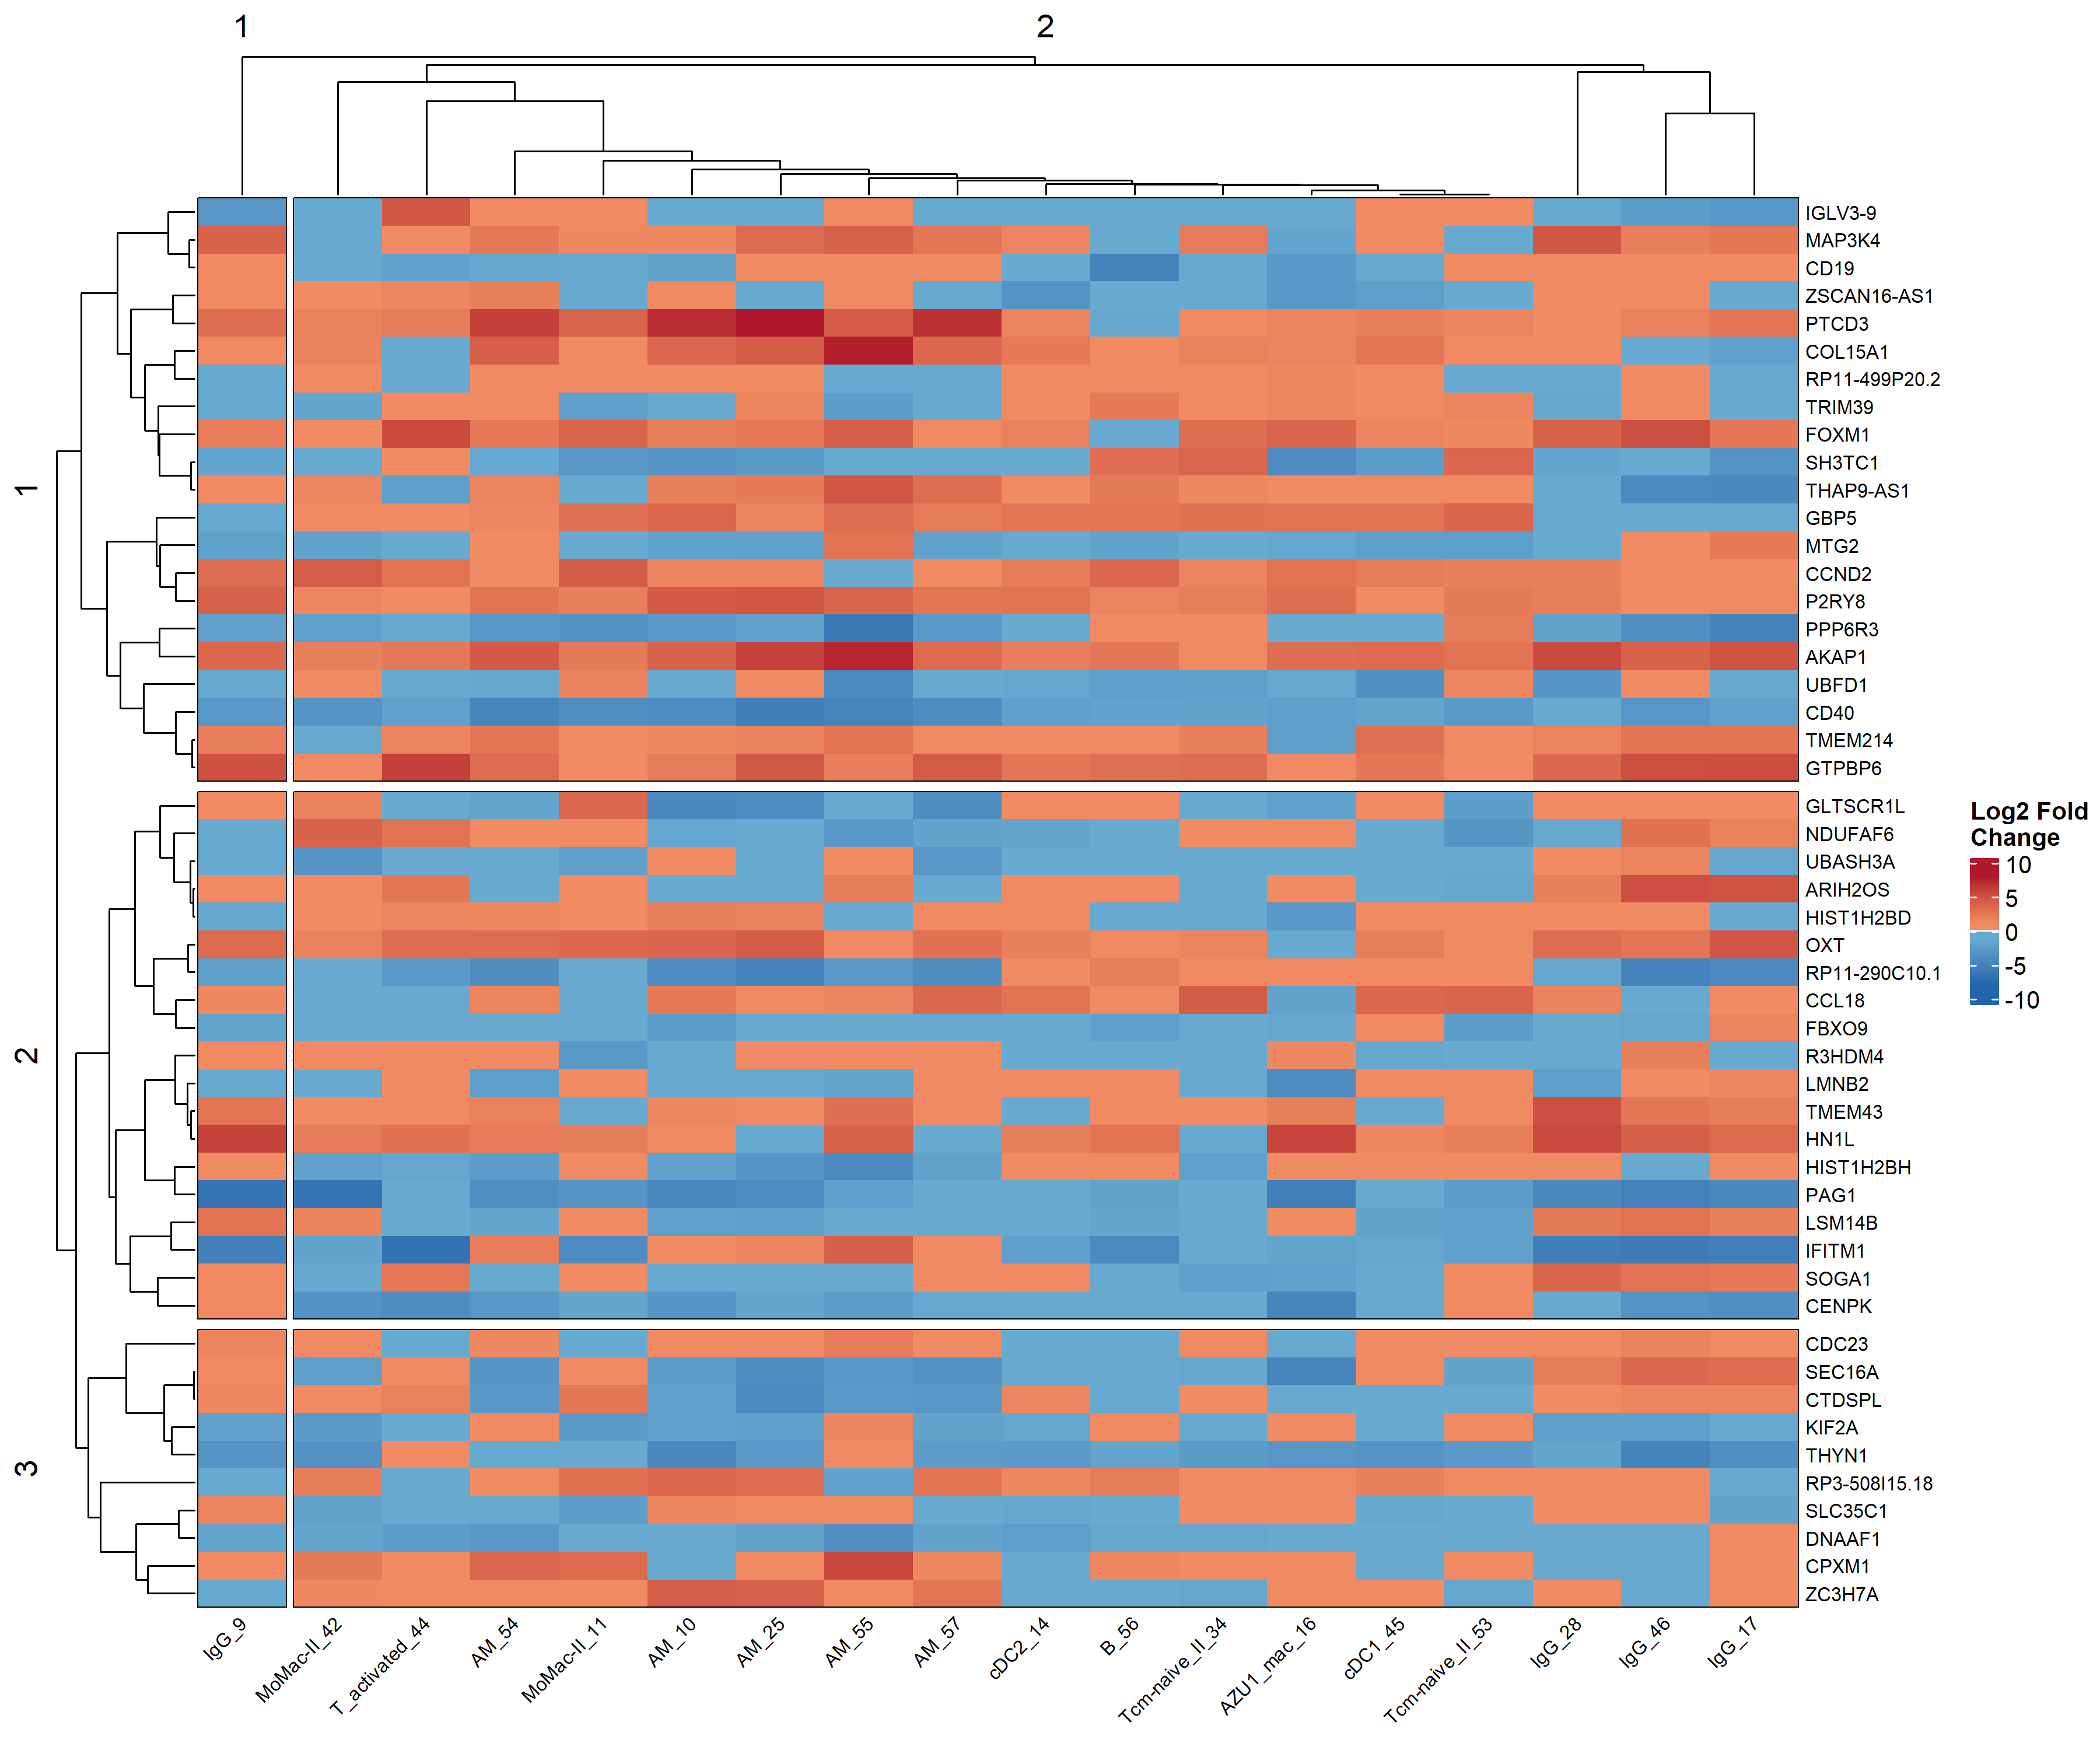 1
2
1
IGLV3-9
MAP3K4
CD19
ZSCAN16-AS1
PTCD3
COL15A1
RP11-499P20.2
TRIM39
FOXM1
SH3TC1
THAP9-AS1
GBP5
MTG2
CCND2
P2RY8
PPP6R3
AKAP1
UBFD1
CD40
TMEM214
GTPBP6
2
GLTSCR1L
NDUFAF6
UBASH3A
ARIH2OS
HIST1H2BD
OXT
RP11-290C10.1
CCL18
FBXO9
R3HDM4
LMNB2
TMEM43
HN1L
HIST1H2BH
PAG1
LSM14B
IFITM1
SOGA1
CENPK
3
CDC23
SEC16A
CTDSPL
KIF2A
THYN1
RP3-508I15.18
SLC35C1
DNAAF1
CPXM1
ZC3H7A
IgG_9
MoMac-II_42
T_activated_44
AM_54
MoMac-II_11
AM_10
AM_25
AM_55
AM_57
cDC2_14
B_56
Tcm-naive_II_34
AZU1_mac_16
cDC1_45
Tcm-naive_II_53
IgG_28
IgG_46
IgG_17
Log2 Fold
Change
10
5
0
-5
-10